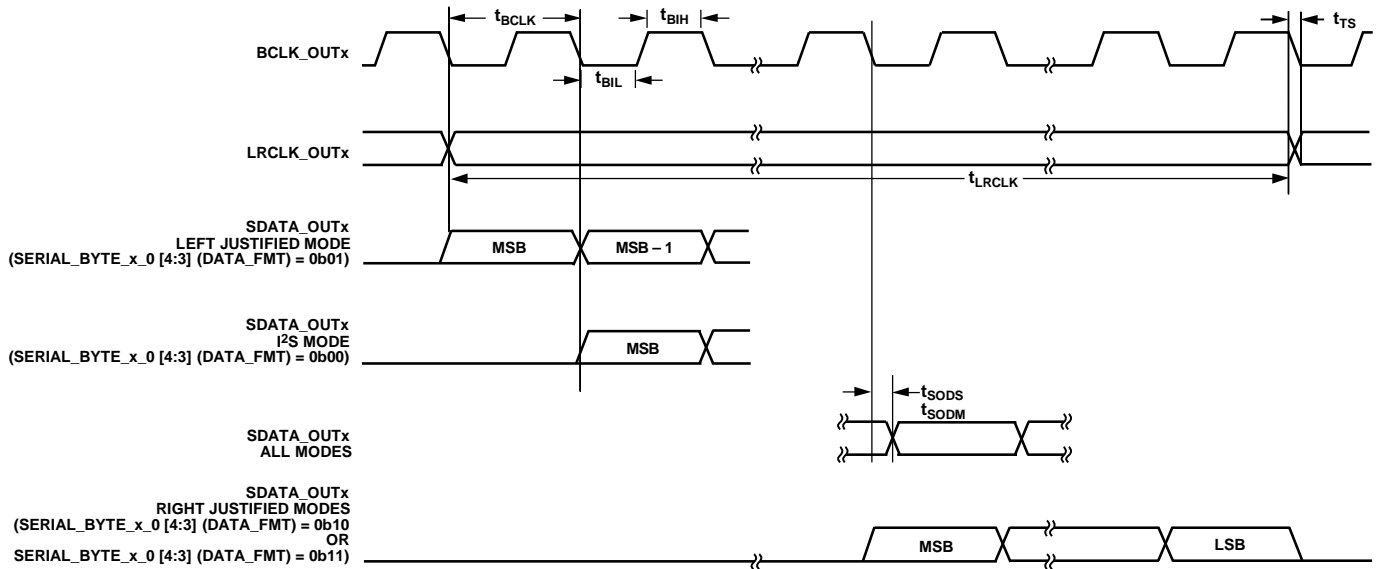 tBCLK
tBIH
tTS
BCLK_OUTx
tBIL
LRCLK_OUTx
tLRCLK
SDATA_OUTx
LEFT JUSTIFIED MODE
(SERIAL_BYTE_x_0 [4:3] (DATA_FMT) = 0b01)
MSB
MSB – 1
SDATA_OUTx
I2S MODE
(SERIAL_BYTE_x_0 [4:3] (DATA_FMT) = 0b00)
MSB
tSODS
tSODM
SDATA_OUTx
ALL MODES
SDATA_OUTx
RIGHT JUSTIFIED MODES
(SERIAL_BYTE_x_0 [4:3] (DATA_FMT) = 0b10
OR
SERIAL_BYTE_x_0 [4:3] (DATA_FMT) = 0b11)
MSB
LSB